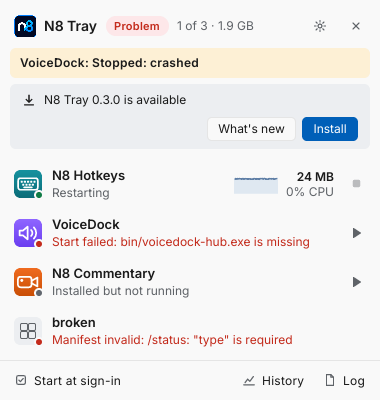 n8 N8 Tray Problem 1 of 3 · 1.9 GB
VoiceDock: Stopped: crashed
N8 Tray 0.3.0 is available
What's new Install
N8 Hotkeys 24 MB
Restarting 0% CPU
VoiceDock
Start failed: bin/voicedock-hub.exe is missing
N8 Commentary
Installed but not running
broken
Manifest invalid: /status: "type" is required
Start at sign-in History Log